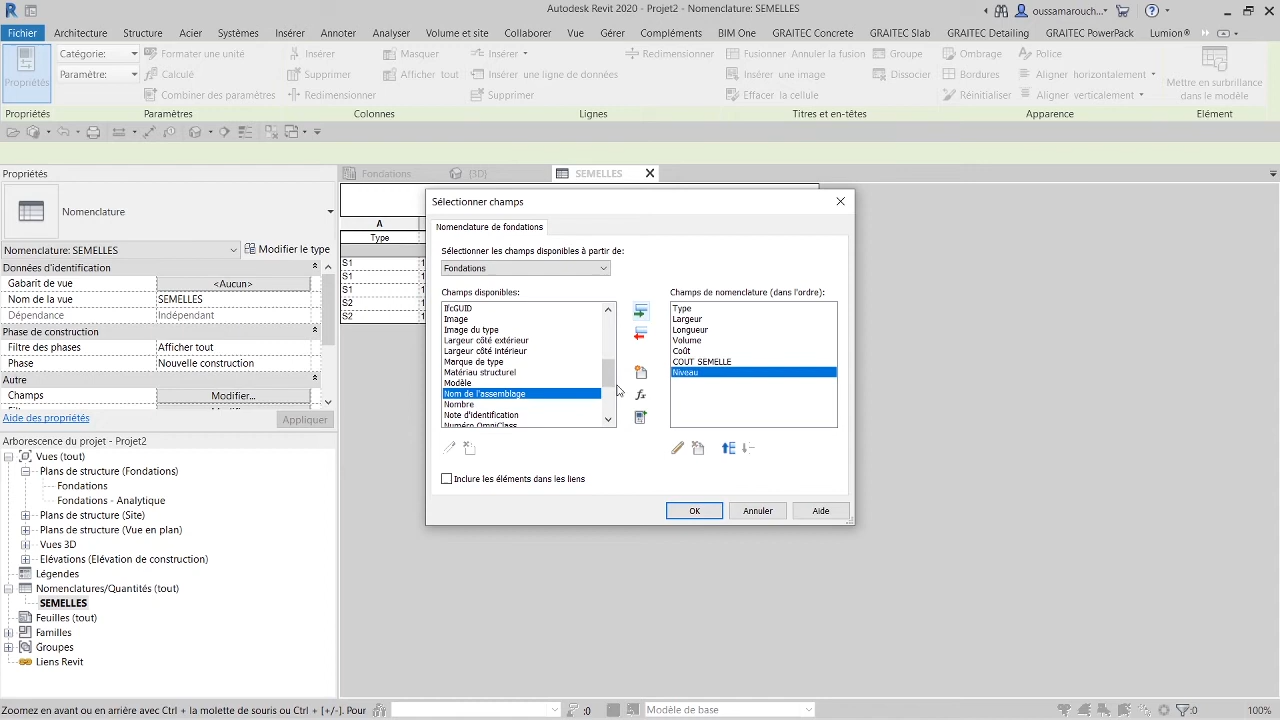 Autodesk Revit 2020 - Projet2 - Nomenclature: SEMELLES
oussamarouch...
Fichier Architecture Structure Acier Systèmes Insérer Annoter Analyser Volume et site Collaborer Vue Gérer Compléments BIM One GRAITEC Concrete GRAITEC Slab GRAITEC Detailing GRAITEC PowerPack Lumion®
Catégorie: Formater une unité Insérer Masquer Insérer Redimensionner Fusionner Annuler la fusion Groupe Ombrage Police
Propriétés Paramètre: Calculé Supprimer Afficher tout Insérer une ligne de données Insérer une image Dissocier Bordures Aligner horizontalement Mettre en surbrillance
Combiner des paramètres Redimensionner Supprimer Effacer la cellule Réinitialiser Aligner verticalement dans le modèle
Propriétés Paramètres Colonnes Lignes Titres et en-têtes Apparence Elément
Propriétés
Fondations {3D} SEMELLES
Nomenclature
Nomenclature: SEMELLES Modifier le type
Données d'identification
Gabarit de vue <Aucun>
Nom de la vue SEMELLES
Dépendance Indépendant
Phase de construction
Filtre des phases Afficher tout
Phase Nouvelle construction
Autre
Champs Modifier...
Aide des propriétés Appliquer
Arborescence du projet - Projet2
Vues (tout)
Plans de structure (Fondations)
Fondations
Fondations - Analytique
Plans de structure (Site)
Plans de structure (Vue en plan)
Vues 3D
Elévations (Elévation de construction)
Légendes
Nomenclatures/Quantités (tout)
SEMELLES
Feuilles (tout)
Familles
Groupes
Liens Revit
A
Type
S1 1
S1 1
S1 1
S2 1
S2 1
Sélectionner champs
Nomenclature de fondations
Sélectionner les champs disponibles à partir de:
Fondations
Champs disponibles:
IfcGUID
Image
Image du type
Largeur côté extérieur
Largeur côté intérieur
Marque de type
Matériau structurel
Modèle
Nom de l'assemblage
Nombre
Note d'identification
Numéro OmniClass
fx
Champs de nomenclature (dans l'ordre):
Type
Largeur
Longueur
Volume
Coût
COUT SEMELLE
Niveau
Inclure les éléments dans les liens
OK Annuler Aide
Zoomez en avant ou en arrière avec Ctrl + la molette de souris ou Ctrl + [+/-]. Pour :0 Modèle de base :0 100%